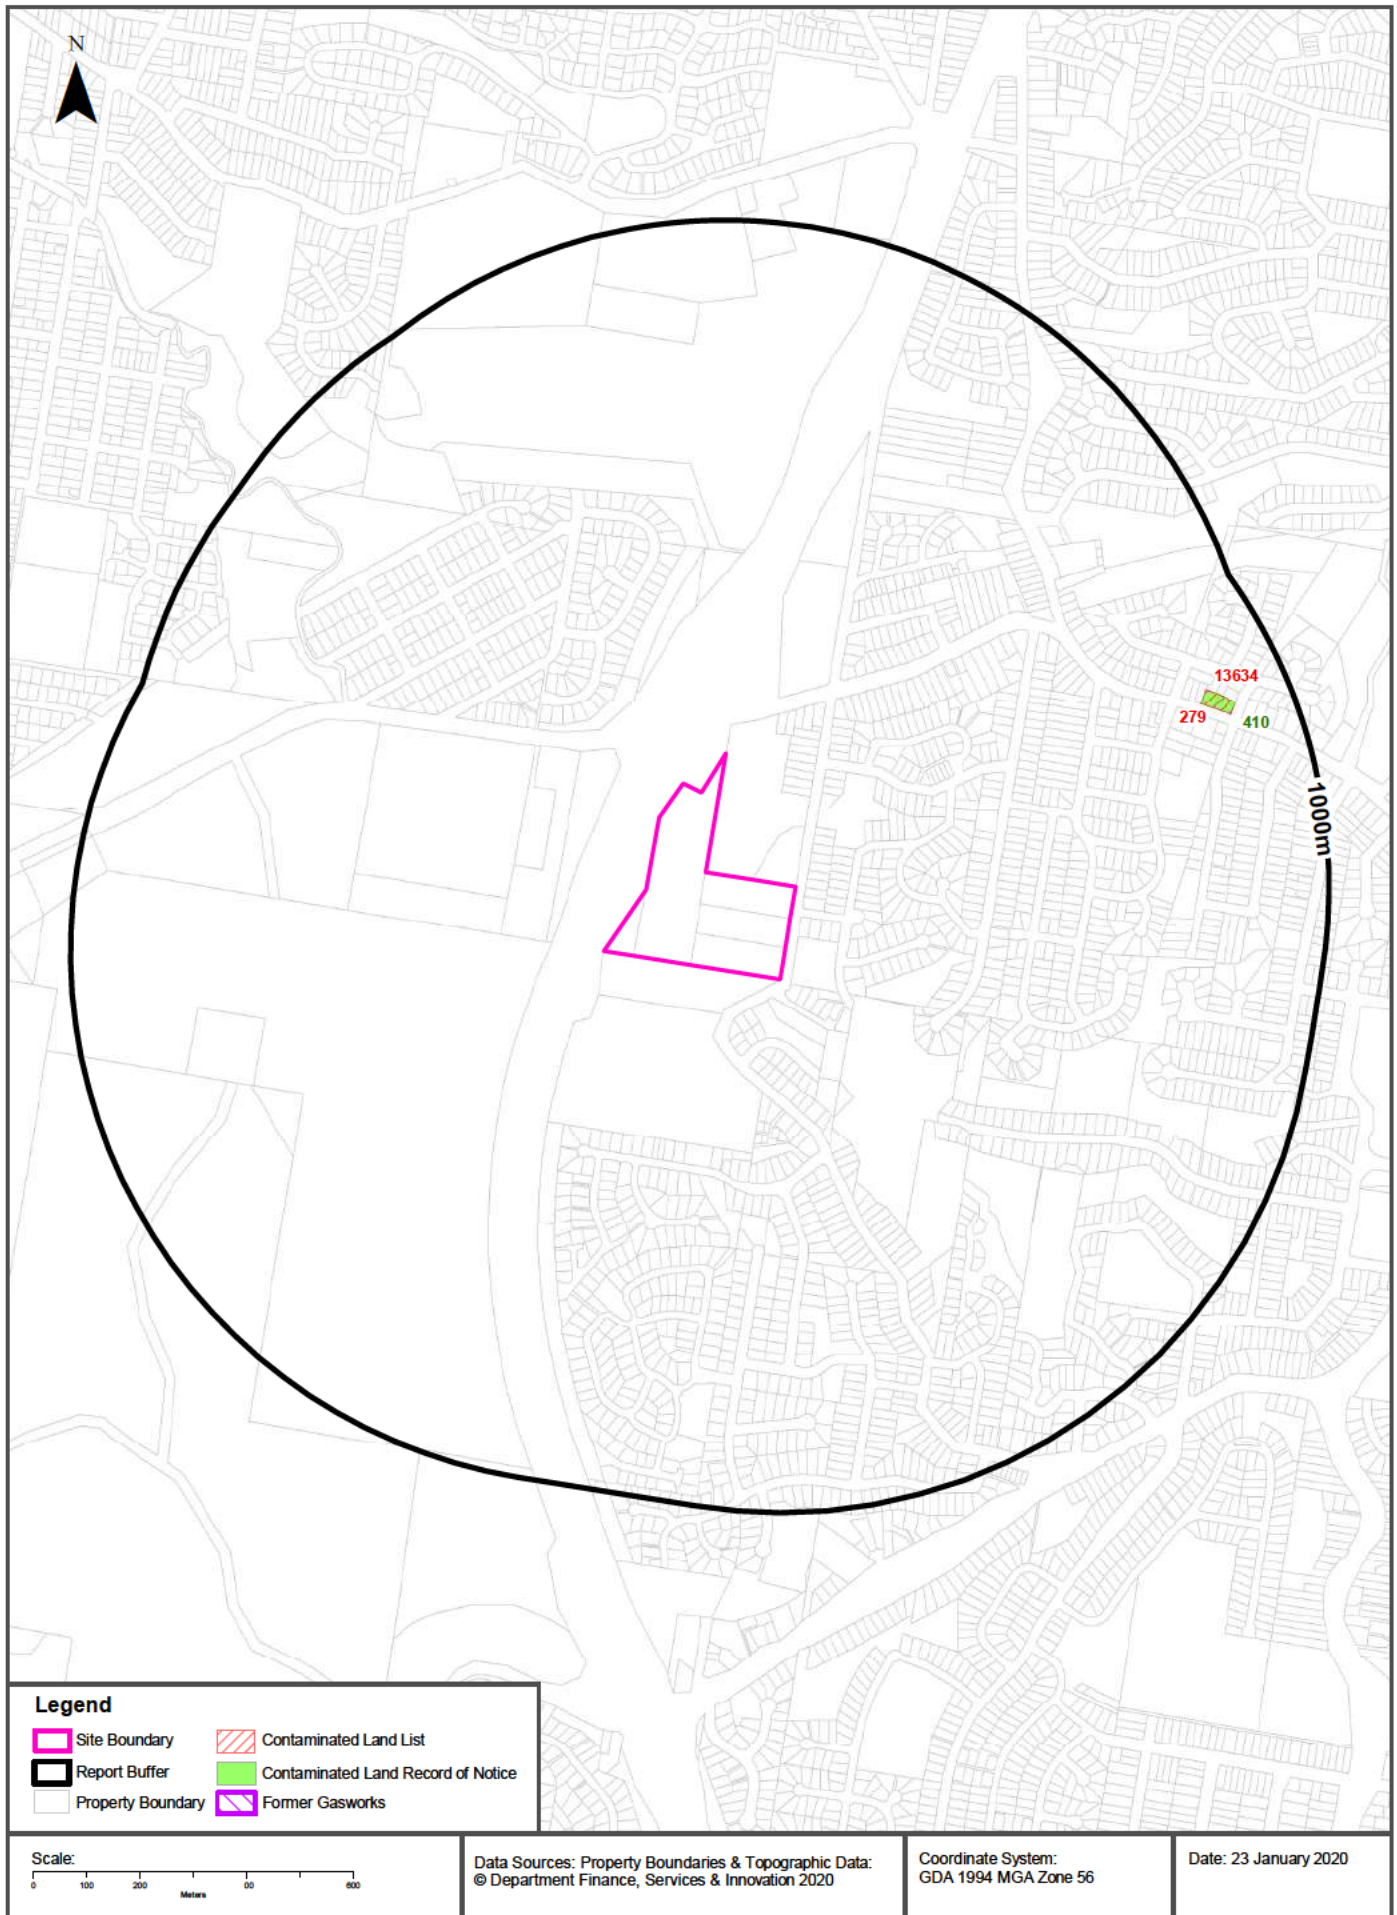 N
13634
279
410
1000m
Legend
Site Boundary
Contaminated Land List
Report Buffer
Contaminated Land Record of Notice
Property Boundary
Former Gasworks
Scale:
0 100 200 00 600
Meters
Data Sources: Property Boundaries & Topographic Data:
© Department Finance, Services & Innovation 2020
Coordinate System:
GDA 1994 MGA Zone 56
Date: 23 January 2020